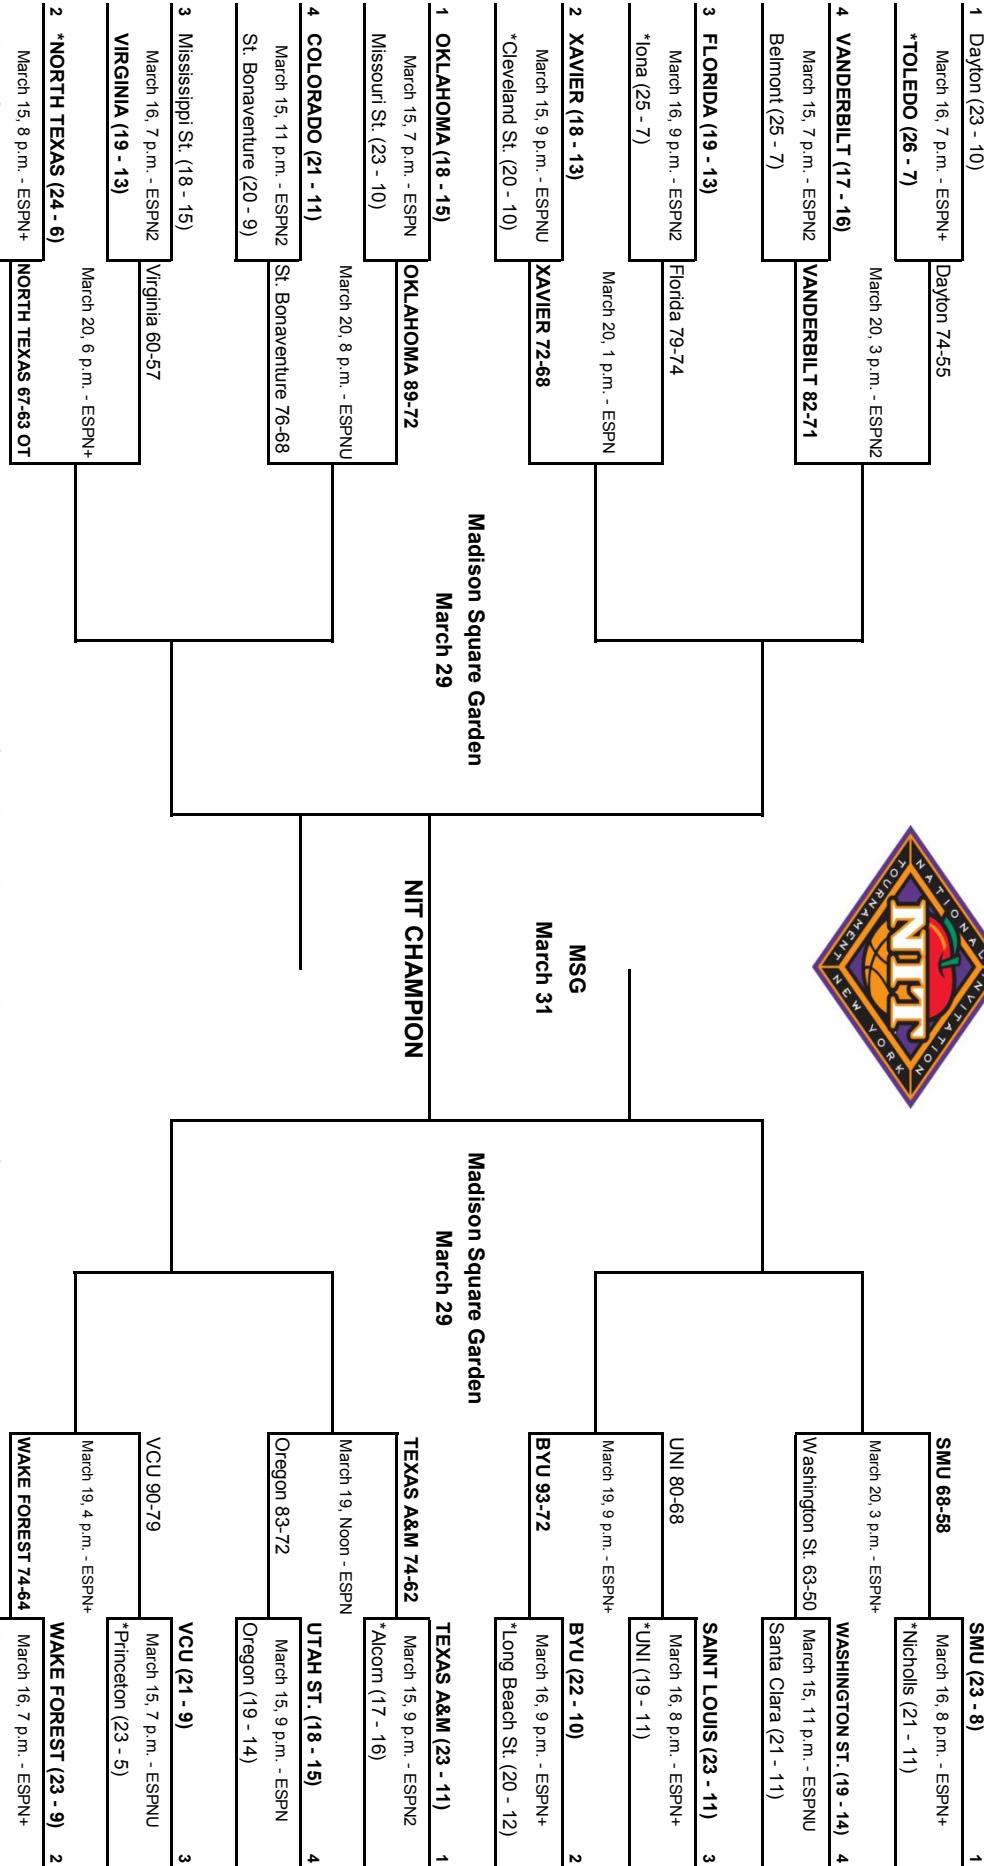 1 Dayton (23 - 10)
March 16, 7 p.m. - ESPN+
*TOLEDO (26 - 7)
4 VANDERBILT (17 - 16)
March 15, 7 p.m. - ESPN2
Belmont (25 - 7)
3 FLORIDA (19 - 13)
March 16, 9 p.m. - ESPN2
*Iona (25 - 7)
2 XAVIER (18 - 13)
March 15, 9 p.m. - ESPNU
*Cleveland St. (20 - 10)
1 OKLAHOMA (18 - 15)
March 15, 7 p.m. - ESPN
Missouri St. (23 - 10)
4 COLORADO (21 - 11)
March 15, 11 p.m. - ESPN2
St. Bonaventure (20 - 9)
3 Mississippi St. (18 - 15)
March 16, 7 p.m. - ESPN2
VIRGINIA (19 - 13)
2 *NORTH TEXAS (24 - 6)
March 15, 8 p.m. - ESPN+
Dayton 74-55
March 20, 3 p.m. - ESPN2
VANDERBILT 82-71
Florida 79-74
March 20, 1 p.m. - ESPN
XAVIER 72-68
OKLAHOMA 89-72
March 20, 8 p.m. - ESPNU
St. Bonaventure 76-68
Virginia 60-57
March 20, 6 p.m. - ESPN+
NORTH TEXAS 67-63 OT
Madison Square Garden
March 29
NATIONAL INVITATION
NIT
TOURNAMENT NEW YORK
MSG
March 31
NIT CHAMPION
Madison Square Garden
March 29
SMU 68-58
March 20, 3 p.m. - ESPN+
Washington St. 63-50
UNI 80-68
March 19, 9 p.m. - ESPN+
BYU 93-72
TEXAS A&M 74-62
March 19, Noon - ESPN
Oregon 83-72
VCU 90-79
March 19, 4 p.m. - ESPN+
WAKE FOREST 74-64
SMU (23 - 8) 1
March 16, 8 p.m. - ESPN+
*Nicholls (21 - 11)
WASHINGTON ST. (19 - 14) 4
March 15, 11 p.m. - ESPNU
Santa Clara (21 - 11)
SAINT LOUIS (23 - 11) 3
March 16, 8 p.m. - ESPN+
*UNI (19 - 11)
BYU (22 - 10) 2
March 16, 9 p.m. - ESPN+
*Long Beach St. (20 - 12)
TEXAS A&M (23 - 11) 1
March 15, 9 p.m. - ESPN2
*Alcorn (17 - 16)
UTAH ST. (18 - 15) 4
March 15, 9 p.m. - ESPN
Oregon (19 - 14)
VCU (21 - 9) 3
March 15, 7 p.m. - ESPNU
*Princeton (23 - 5)
WAKE FOREST (23 - 9) 2
March 16, 7 p.m. - ESPN+